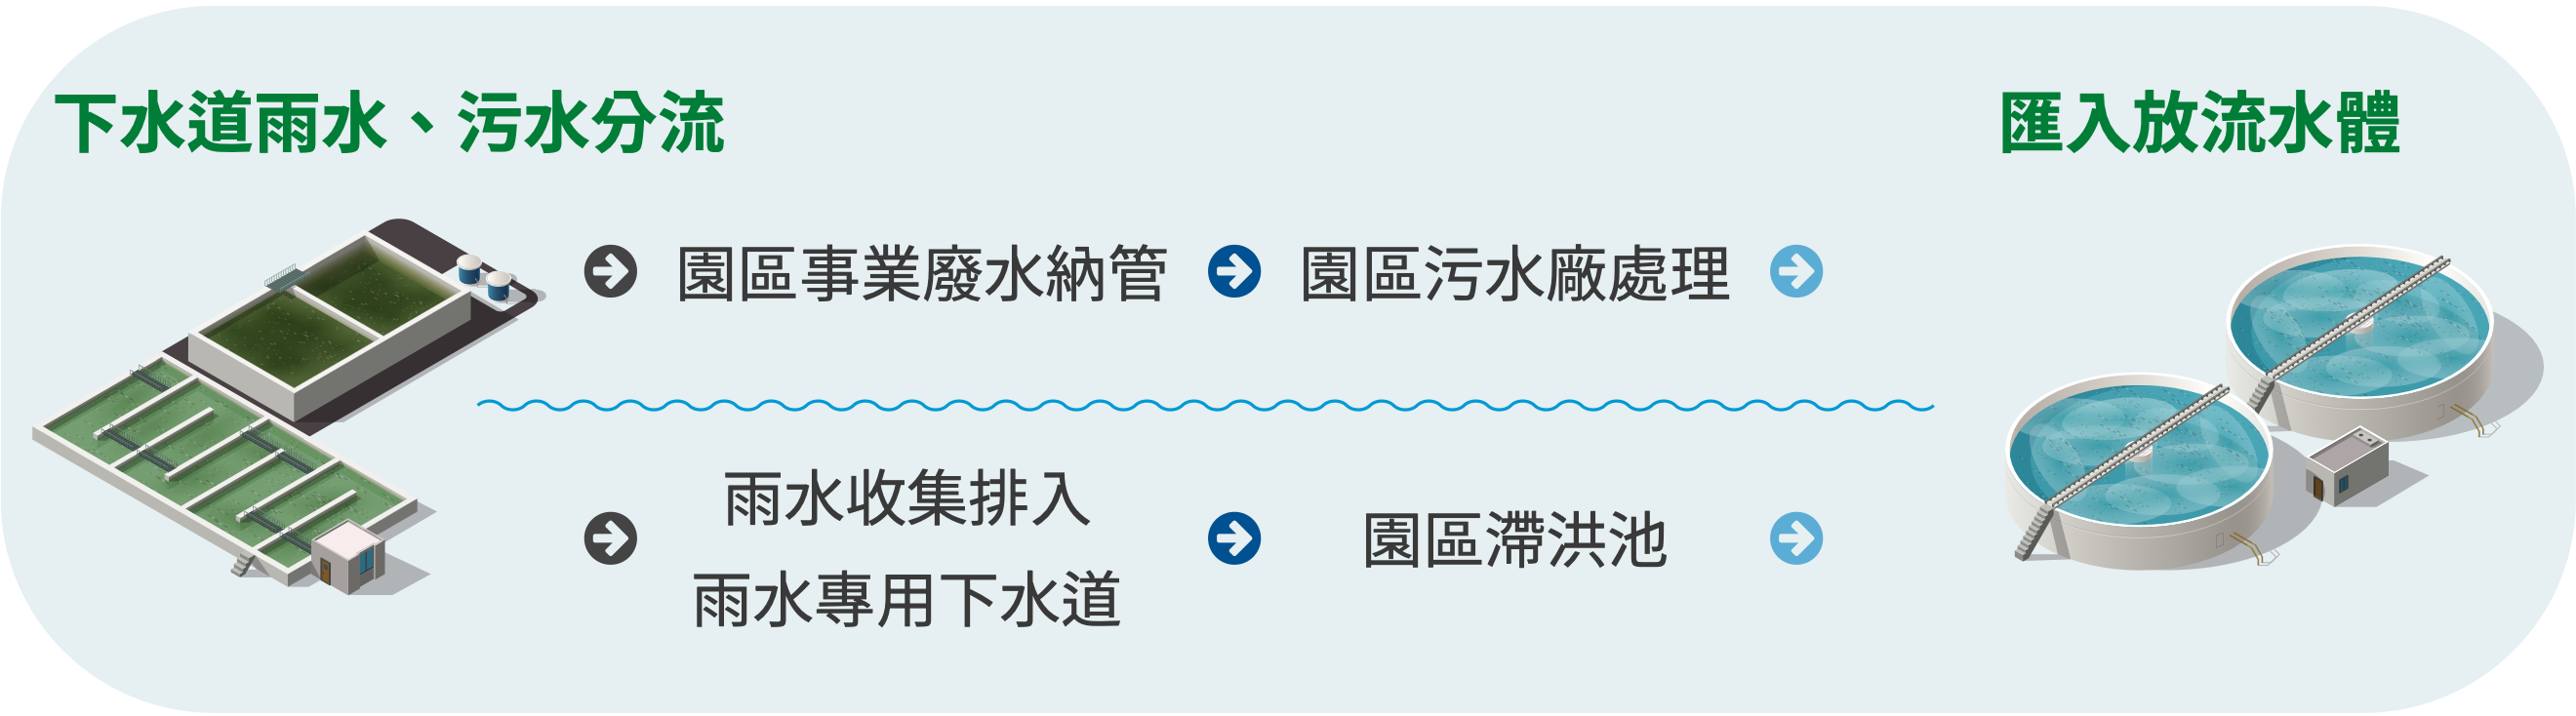 下水道雨水、污水分流
匯入放流水體
園區事業廢水納管
園區污水廠處理
雨水收集排入
雨水專用下水道
園區滯洪池